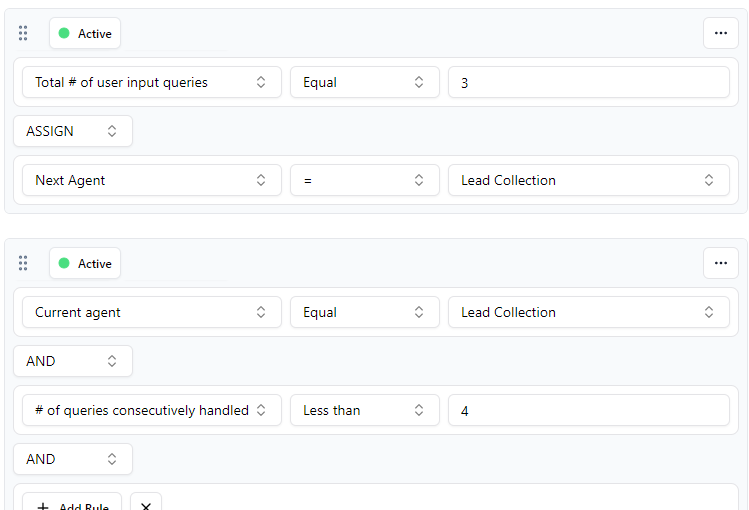 Active
...
Total # of user input queries Equal 3
ASSIGN
Next Agent = Lead Collection
Active
...
Current agent Equal Lead Collection
AND
# of queries consecutively handled Less than 4
AND
+ Add Rule ×